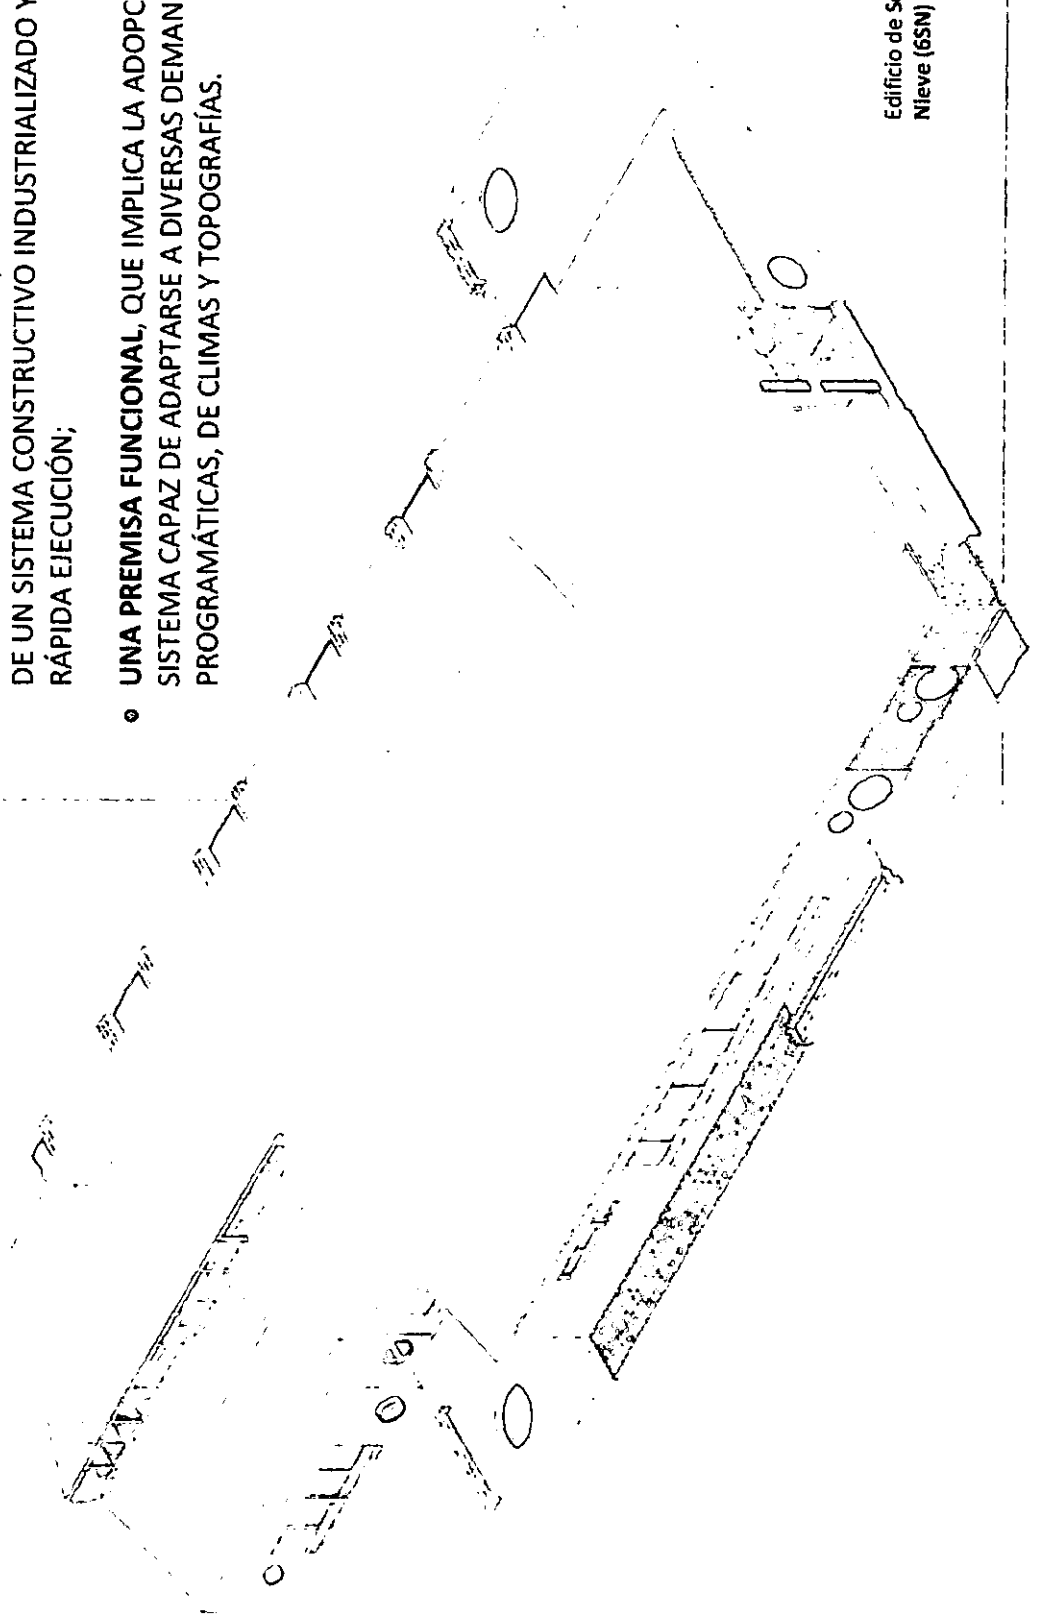 DE UN SISTEMA CONSTRUCTIVO INDUSTRIALIZADO Y
RÁPIDA EJECUCIÓN;
UNA PREMISA FUNCIONAL, QUE IMPLICA LA ADOPC
SISTEMA CAPAZ DE ADAPTARSE A DIVERSAS DEMAN
PROGRAMÁTICAS, DE CLIMAS Y TOPOGRAFÍAS.
Edificio de
Nieve (6SN)